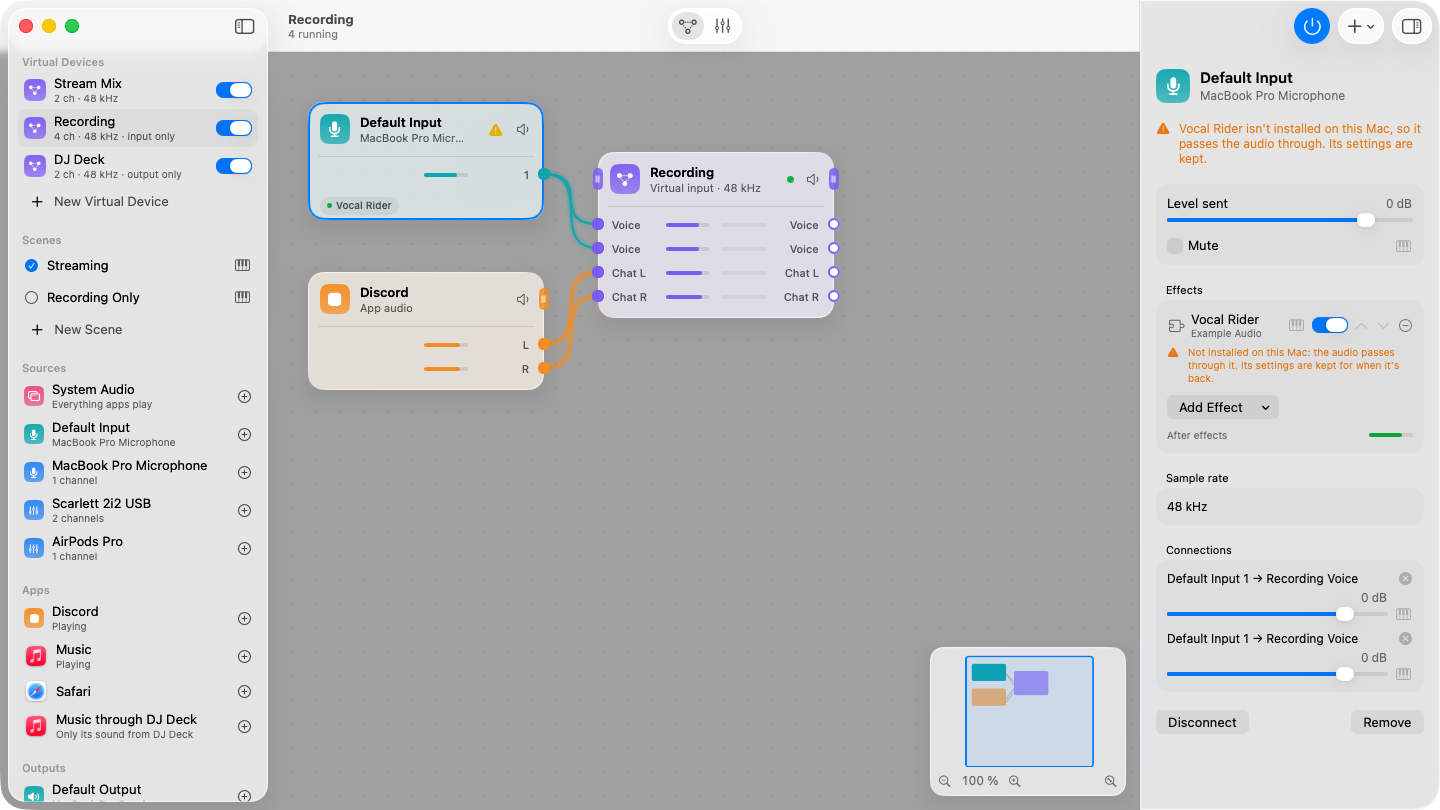 Virtual Devices
Stream Mix
2 ch · 48 kHz
Recording
4 ch · 48 kHz · input only
DJ Deck
2 ch · 48 kHz · output only
New Virtual Device
Scenes
Streaming
Recording Only
New Scene
Sources
System Audio
Everything apps play
Default Input
MacBook Pro Microphone
MacBook Pro Microphone
1 channel
Scarlett 2i2 USB
2 channels
AirPods Pro
1 channel
Apps
Discord
Playing
Music
Playing
Safari
Music through DJ Deck
Only its sound from DJ Deck
Outputs
Default Output
Recording
4 running
Default Input
MacBook Pro Micr...
1
Vocal Rider
Discord
App audio
L
R
Recording
Virtual input · 48 kHz
Voice Voice
Voice Voice
Chat L Chat L
Chat R Chat R
100 %
Default Input
MacBook Pro Microphone
Vocal Rider isn't installed on this Mac, so it
passes the audio through. Its settings are
kept.
Level sent 0 dB
Mute
Effects
Vocal Rider
Example Audio
Not installed on this Mac: the audio passes
through it. Its settings are kept for when it's
back.
Add Effect
After effects
Sample rate
48 kHz
Connections
Default Input 1 → Recording Voice
0 dB
Default Input 1 → Recording Voice
0 dB
Disconnect Remove